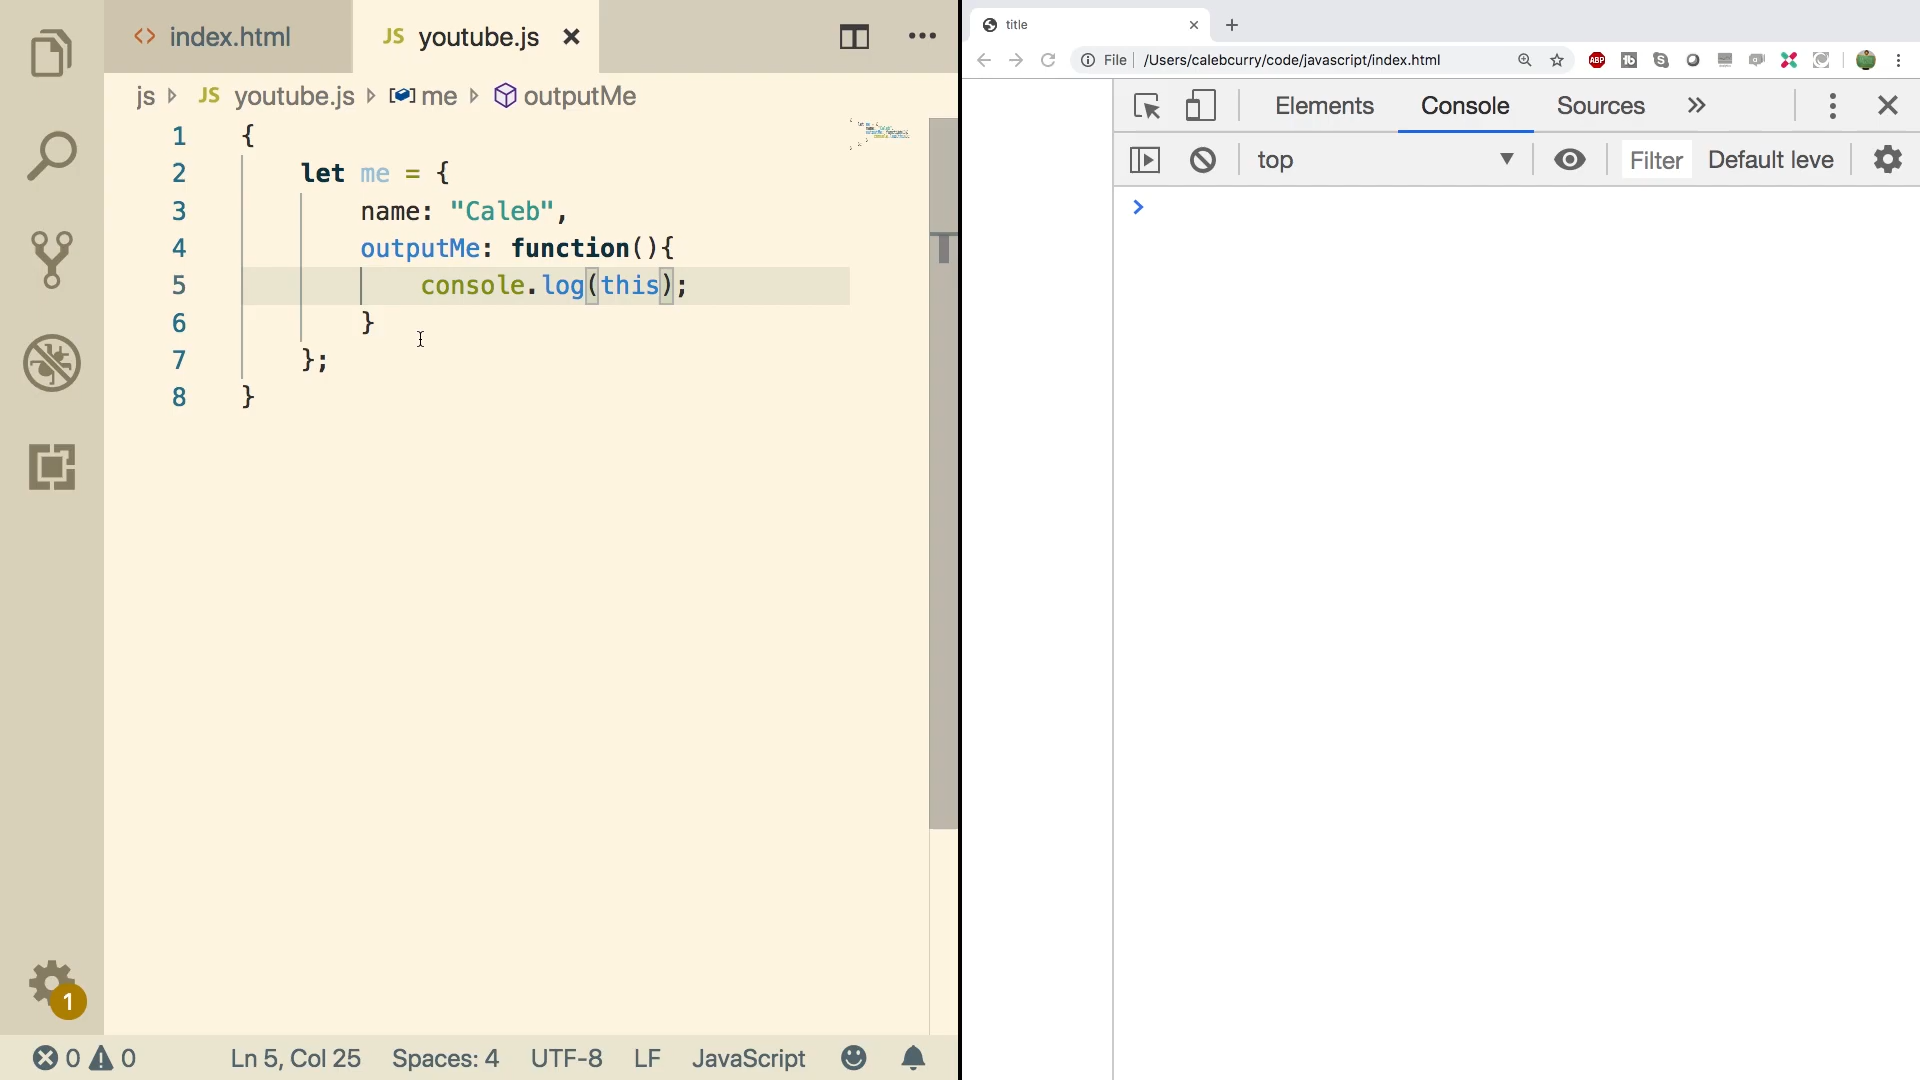 index.html
JS youtube.js
js JS youtube.js me outputMe
1 {
2 let me = {
3 name: "Caleb",
4 outputMe: function(){
5 console.log(this);
6 }
7 };
8 }
1
0 0 Ln 5, Col 25 Spaces: 4 UTF-8 LF JavaScript
title
File /Users/calebcurry/code/javascript/index.html
ABP
Elements Console Sources
top Filter Default leve